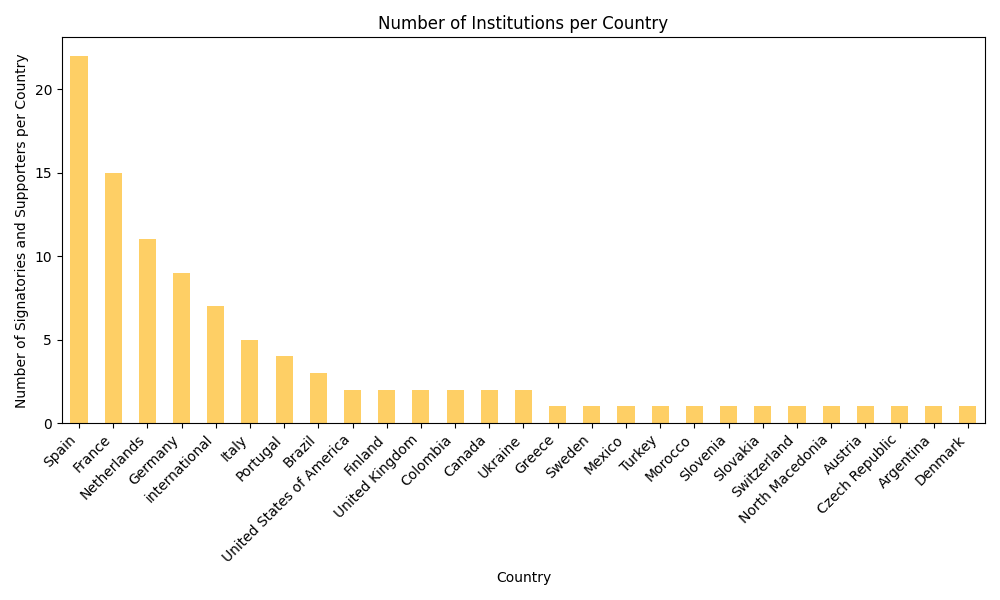 Number of Institutions per Country
Number of Signatories and Supporters per Country
20
15
10
5
0
Spain
France
Netherlands
Germany
international
Italy
Portugal
Brazil
United States of America
Finland
United Kingdom
Colombia
Canada
Ukraine
Greece
Sweden
Mexico
Turkey
Morocco
Slovenia
Slovakia
Switzerland
North Macedonia
Austria
Czech Republic
Argentina
Denmark
Country